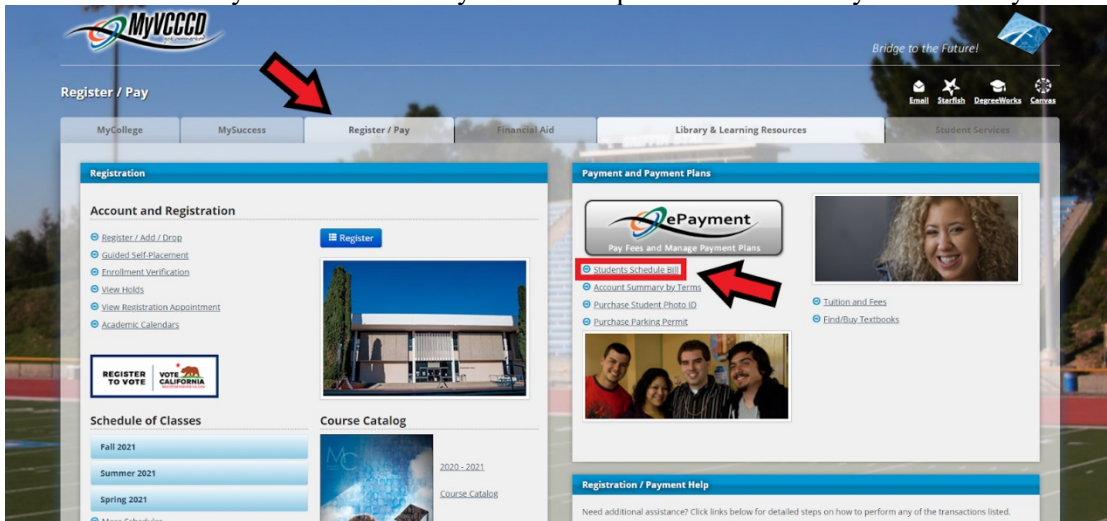 MyVCCCD
Bridge to the Future!
Register / Pay
Email Starfish DegreeWorks Canvas
MyCollege MySuccess Register / Pay Financial Aid Library & Learning Resources Student Services
Registration
Account and Registration
Register / Add / Drop
Guided Self-Placement
Enrollment Verification
View Holds
View Registration Appointment
Academic Calendars
Register
REGISTER TO VOTE
VOTE CALIFORNIA
Schedule of Classes
Fall 2021
Summer 2021
Spring 2021
More Schedules
Course Catalog
MC
2020 - 2021
Course Catalog
Payment and Payment Plans
ePayment
Pay Fees and Manage Payment Plans
Students Schedule Bill
Account Summary by Terms
Purchase Student Photo ID
Purchase Parking Permit
Tuition and Fees
Find/Buy Textbooks
Registration / Payment Help
Need additional assistance? Click links below for detailed steps on how to perform any of the transactions listed.